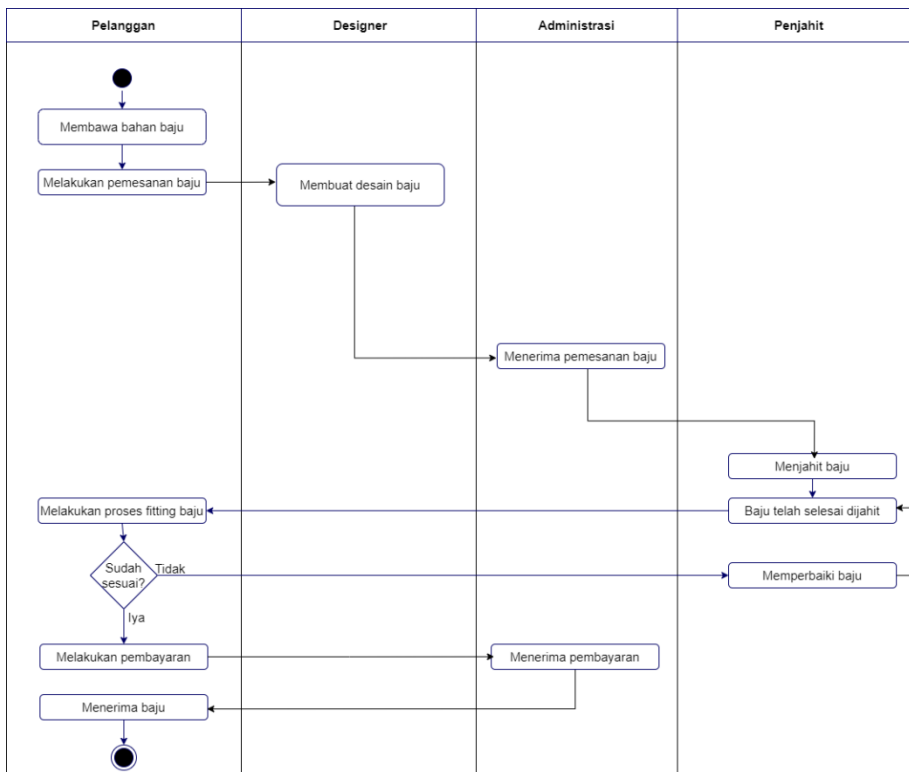 Pelanggan
Designer
Administrasi
Penjahit
Membawa bahan baju
Melakukan pemesanan baju
Membuat desain baju
Menerima pemesanan baju
Menjahit baju
Melakukan proses fitting baju
Baju telah selesai dijahit
Sudah
sesuai?
Tidak
Memperbaiki baju
Iya
Melakukan pembayaran
Menerima pembayaran
Menerima baju